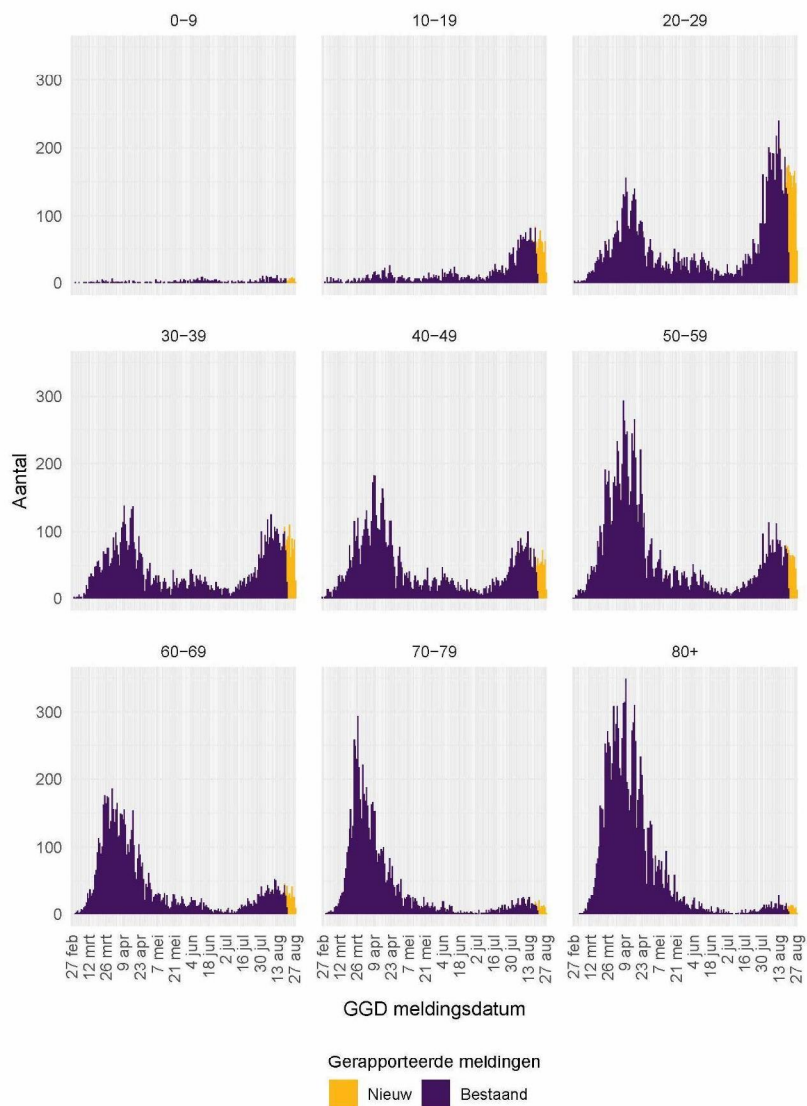 0−9 10−19 20−29
300
200
100
0
30−39 40−49 50−59
300
200
100
0
Aantal
60−69 70−79 80+
300
200
100
0
27 feb 12 mrt 26 mrt 9 apr 23 apr 7 mei 21 mei 4 jun 18 jun 2 jul 16 jul 30 jul 13 aug 27 aug
27 feb 12 mrt 26 mrt 9 apr 23 apr 7 mei 21 mei 4 jun 18 jun 2 jul 16 jul 30 jul 13 aug 27 aug
27 feb 12 mrt 26 mrt 9 apr 23 apr 7 mei 21 mei 4 jun 18 jun 2 jul 16 jul 30 jul 13 aug 27 aug
GGD meldingsdatum
Gerapporteerde meldingen
Nieuw Bestaand